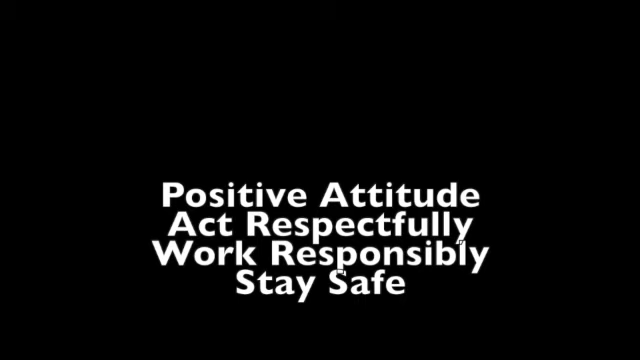 Positive Attitude
Act Respectfully
Work Responsibly
Stay Safe